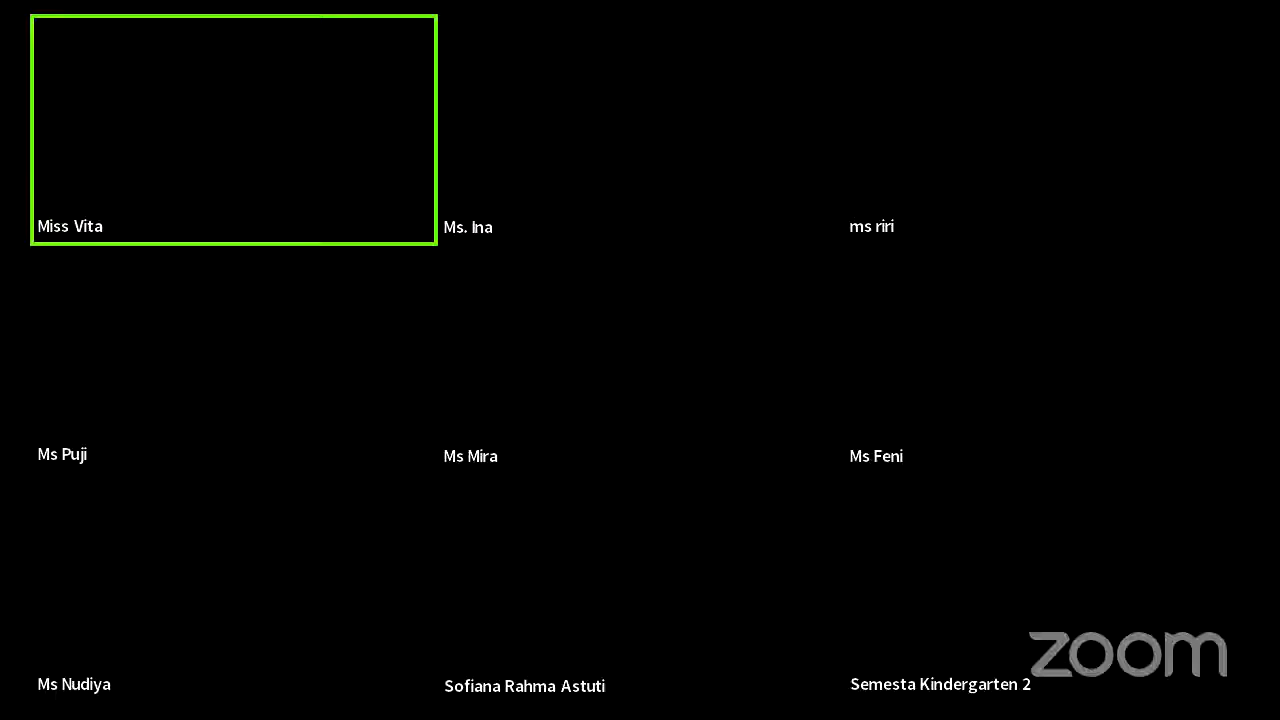 Miss Vita
Ms. Ina
ms riri
Ms Puji
Ms Mira
Ms Feni
Ms Nudiya
Sofiana Rahma Astuti
Semesta Kindergarten 2
zoom